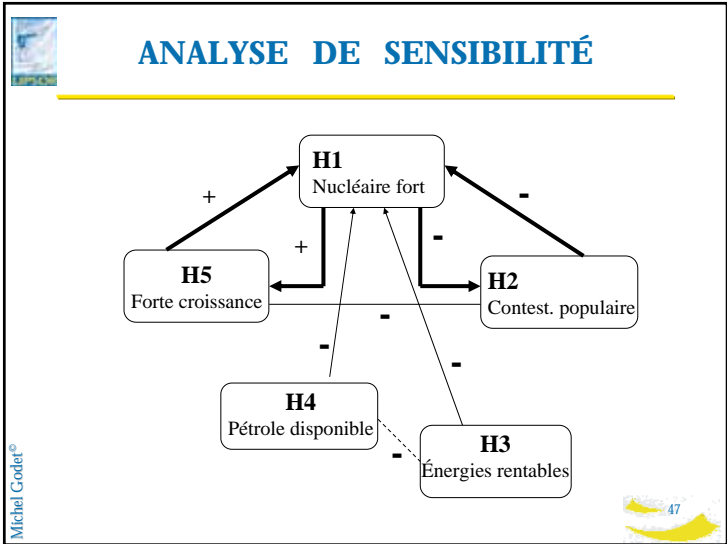 LIPSOR
ANALYSE DE SENSIBILITÉ
H1
Nucléaire fort
+
-
+
-
H5
Forte croissance
H2
Contest. populaire
-
-
-
H4
Pétrole disponible
-
H3
Énergies rentables
Michel Godet©
47